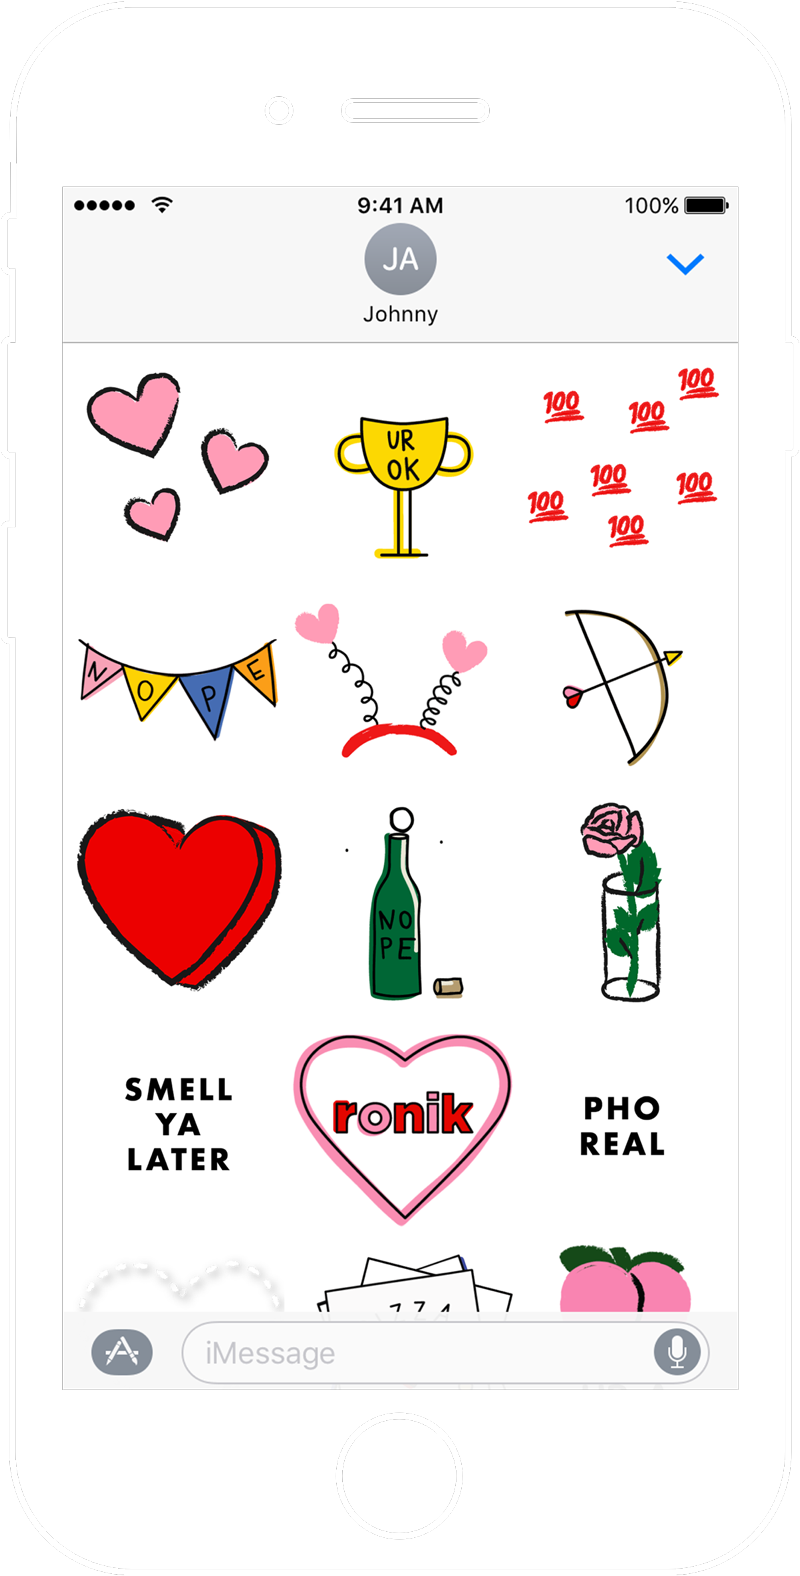 9:41 AM
100%
JA
Johnny
UR
OK
100
100
100
100
100
100
100
NOPE
NO
PE
SMELL
YA
LATER
ronik
PHO
REAL
iMessage